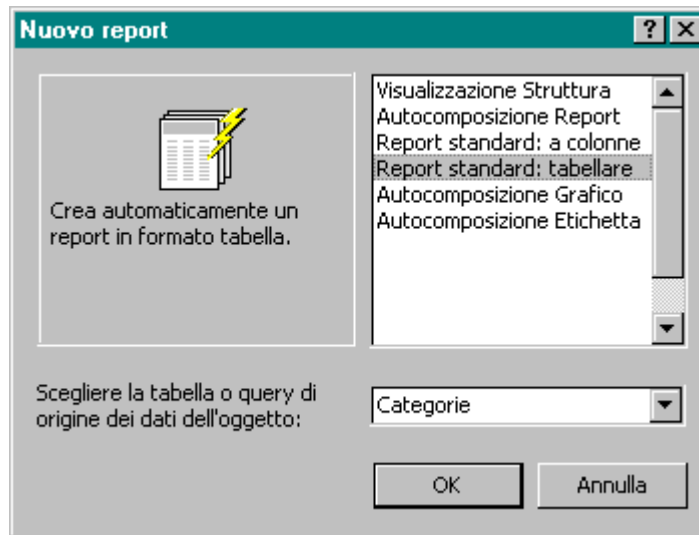 Nuovo report
Crea automaticamente un
report in formato tabella.
Visualizzazione Struttura
Autocomposizione Report
Report standard: a colonne
Report standard: tabellare
Autocomposizione Grafico
Autocomposizione Etichetta
Scegliere la tabella o query di
origine dei dati dell'oggetto:
Categorie
OK
Annulla